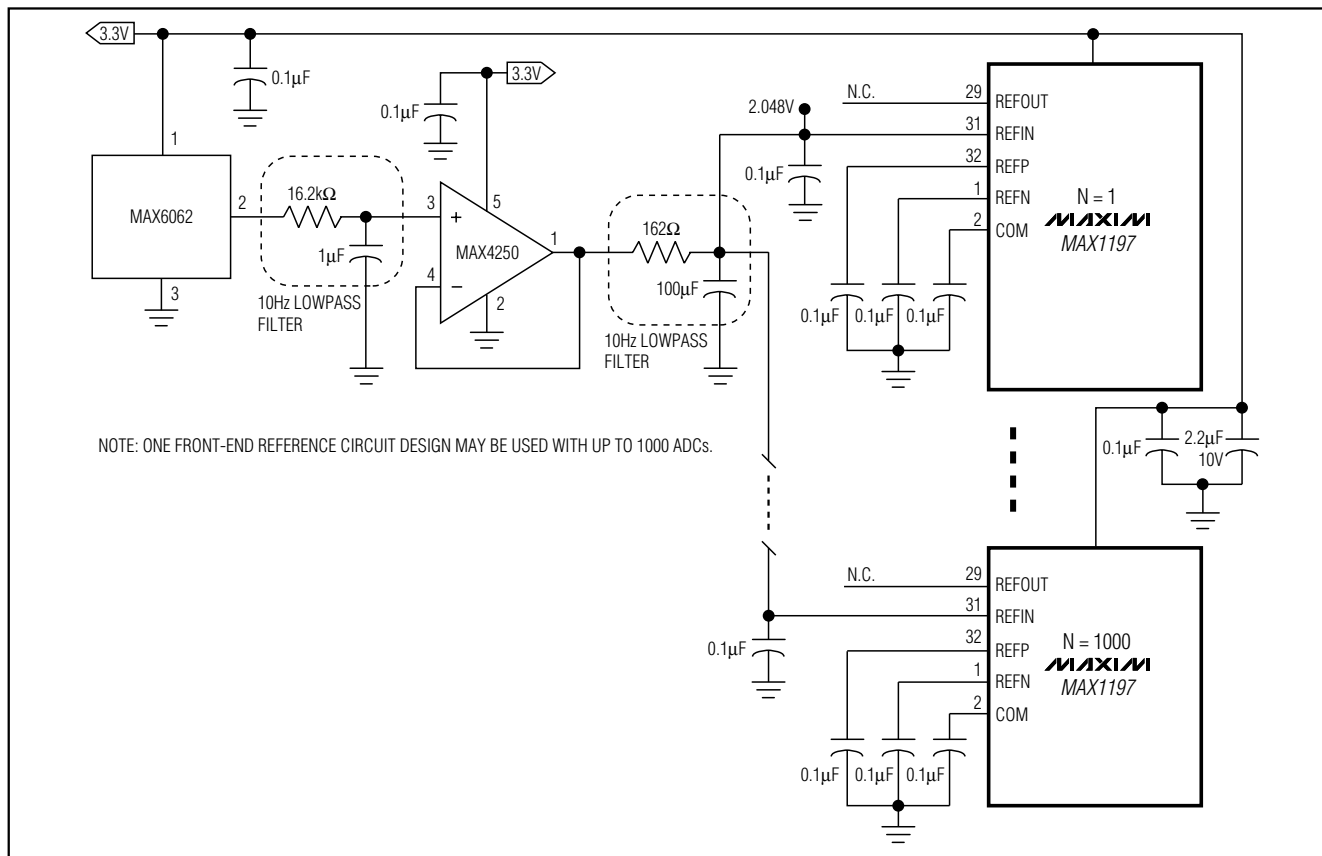 3.3V
0.1µF
3.3V
0.1µF
1
MAX6062
2
3
16.2kΩ
1µF
10Hz LOWPASS
FILTER
3
+
4
−
5
MAX4250
1
2
162Ω
100µF
10Hz LOWPASS
FILTER
2.048V
0.1µF
N.C.
29
REFOUT
31
REFIN
32
REFP
1
REFN
2
COM
N = 1
MAXIM
MAX1197
0.1µF
0.1µF
0.1µF
NOTE: ONE FRONT-END REFERENCE CIRCUIT DESIGN MAY BE USED WITH UP TO 1000 ADCs.
0.1µF
2.2µF
10V
N.C.
29
REFOUT
31
REFIN
32
REFP
1
REFN
2
COM
N = 1000
MAXIM
MAX1197
0.1µF
0.1µF
0.1µF
0.1µF